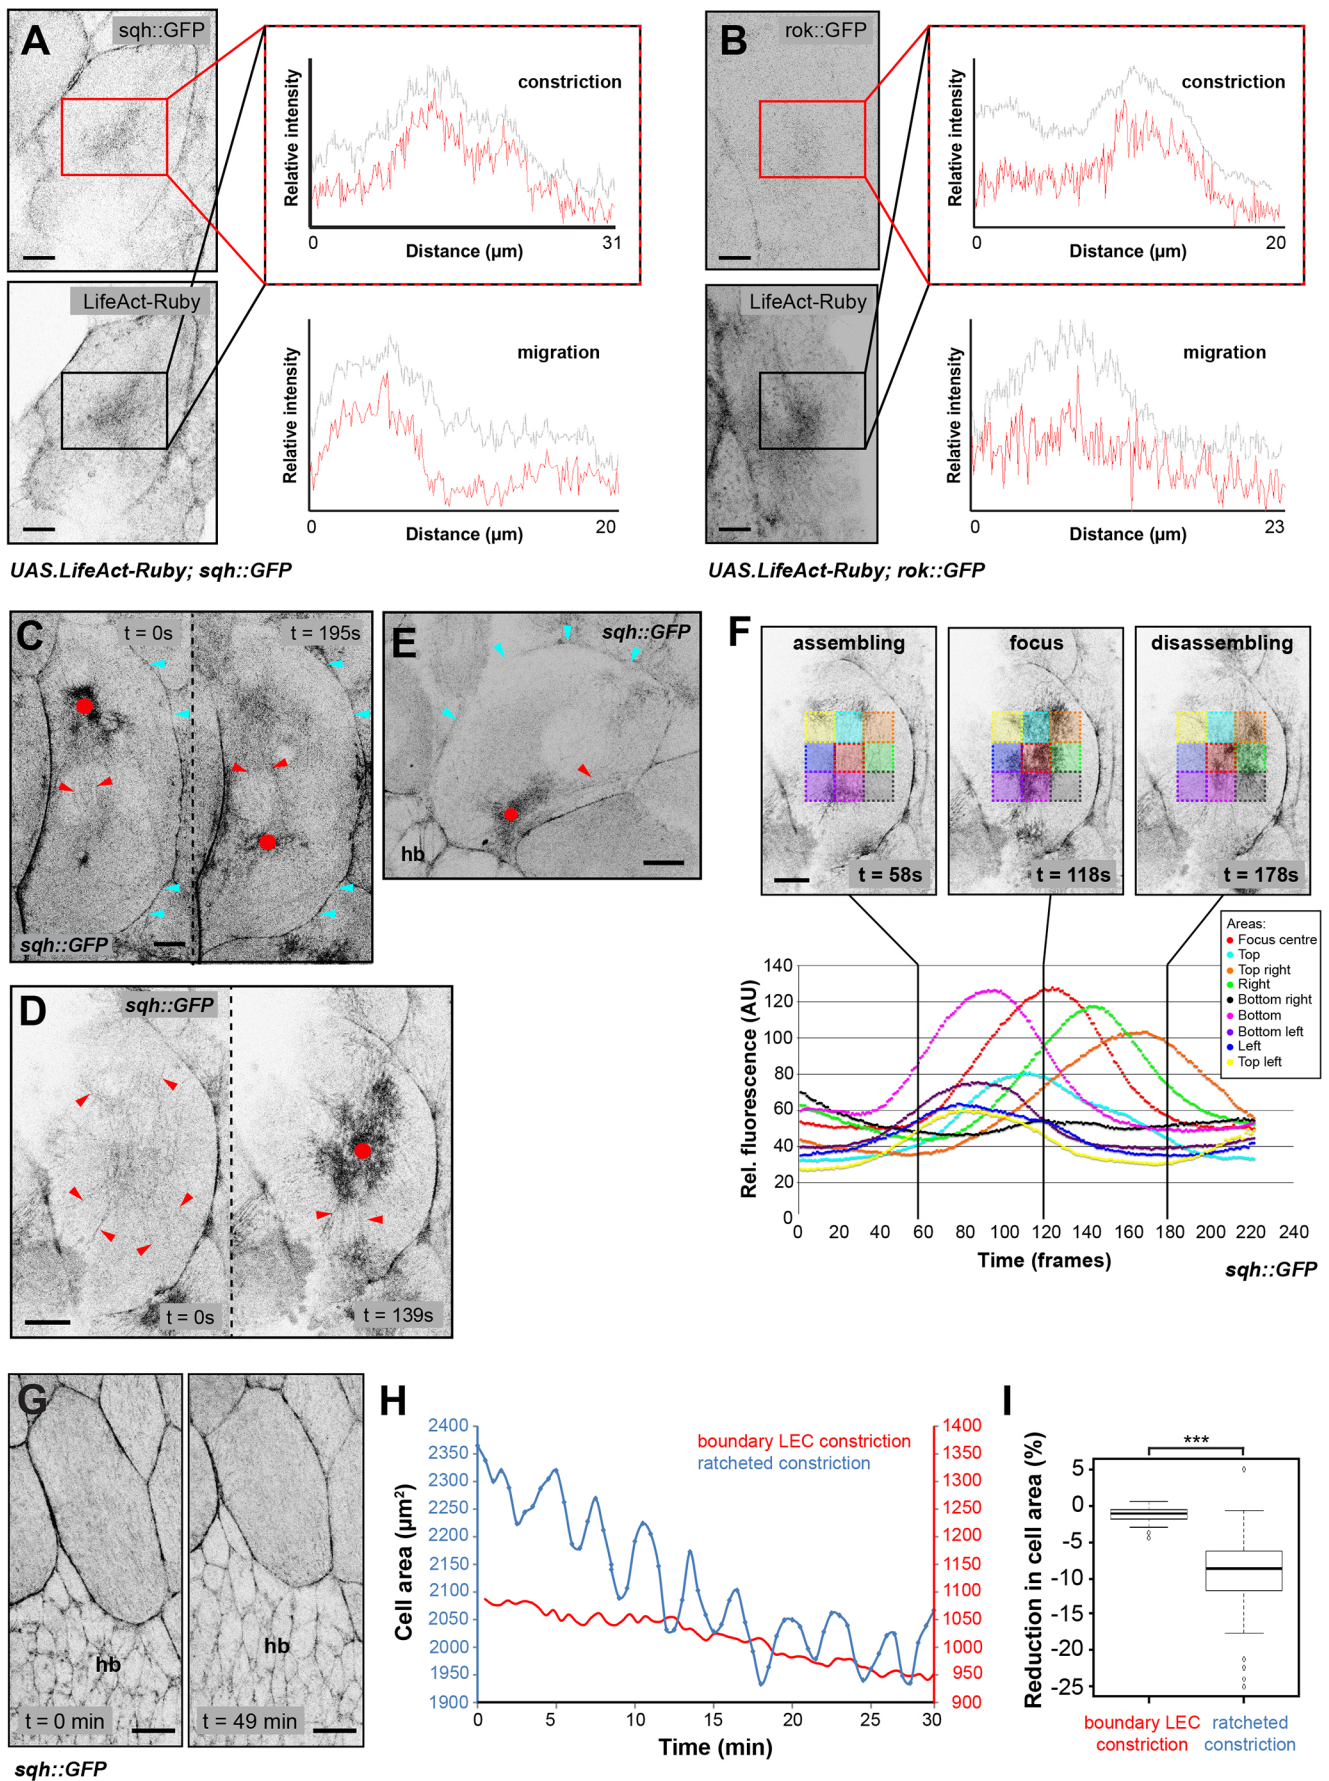 A
sqh::GFP
constriction
Relative intensity
0
31
Distance (µm)
LifeAct-Ruby
migration
Relative intensity
0
20
Distance (µm)
UAS.LifeAct-Ruby; sqh::GFP
B
rok::GFP
constriction
Relative intensity
0
20
Distance (µm)
LifeAct-Ruby
migration
Relative intensity
0
23
Distance (µm)
UAS.LifeAct-Ruby; rok::GFP
C
t = 0s
t = 195s
sqh::GFP
E
sqh::GFP
hb
D
sqh::GFP
t = 0s
t = 139s
F
assembling
focus
disassembling
t = 58s
t = 118s
t = 178s
Areas:
Focus centre
Top
Top right
Right
Bottom right
Bottom
Bottom left
Left
Top left
Rel. fluorescence (AU)
140
120
100
80
60
40
20
0
0 20 40 60 80 100 120 140 160 180 200 220 240
Time (frames)
sqh::GFP
G
hb
t = 0 min
hb
t = 49 min
sqh::GFP
H
boundary LEC constriction
ratcheted constriction
Cell area (µm²)
2400
2350
2300
2250
2200
2150
2100
2050
2000
1950
1900
1400
1350
1300
1250
1200
1150
1100
1050
1000
950
900
0 5 10 15 20 25 30
Time (min)
I
***
Reduction in cell area (%)
5
0
-5
-10
-15
-20
-25
boundary LEC
constriction
ratcheted
constriction